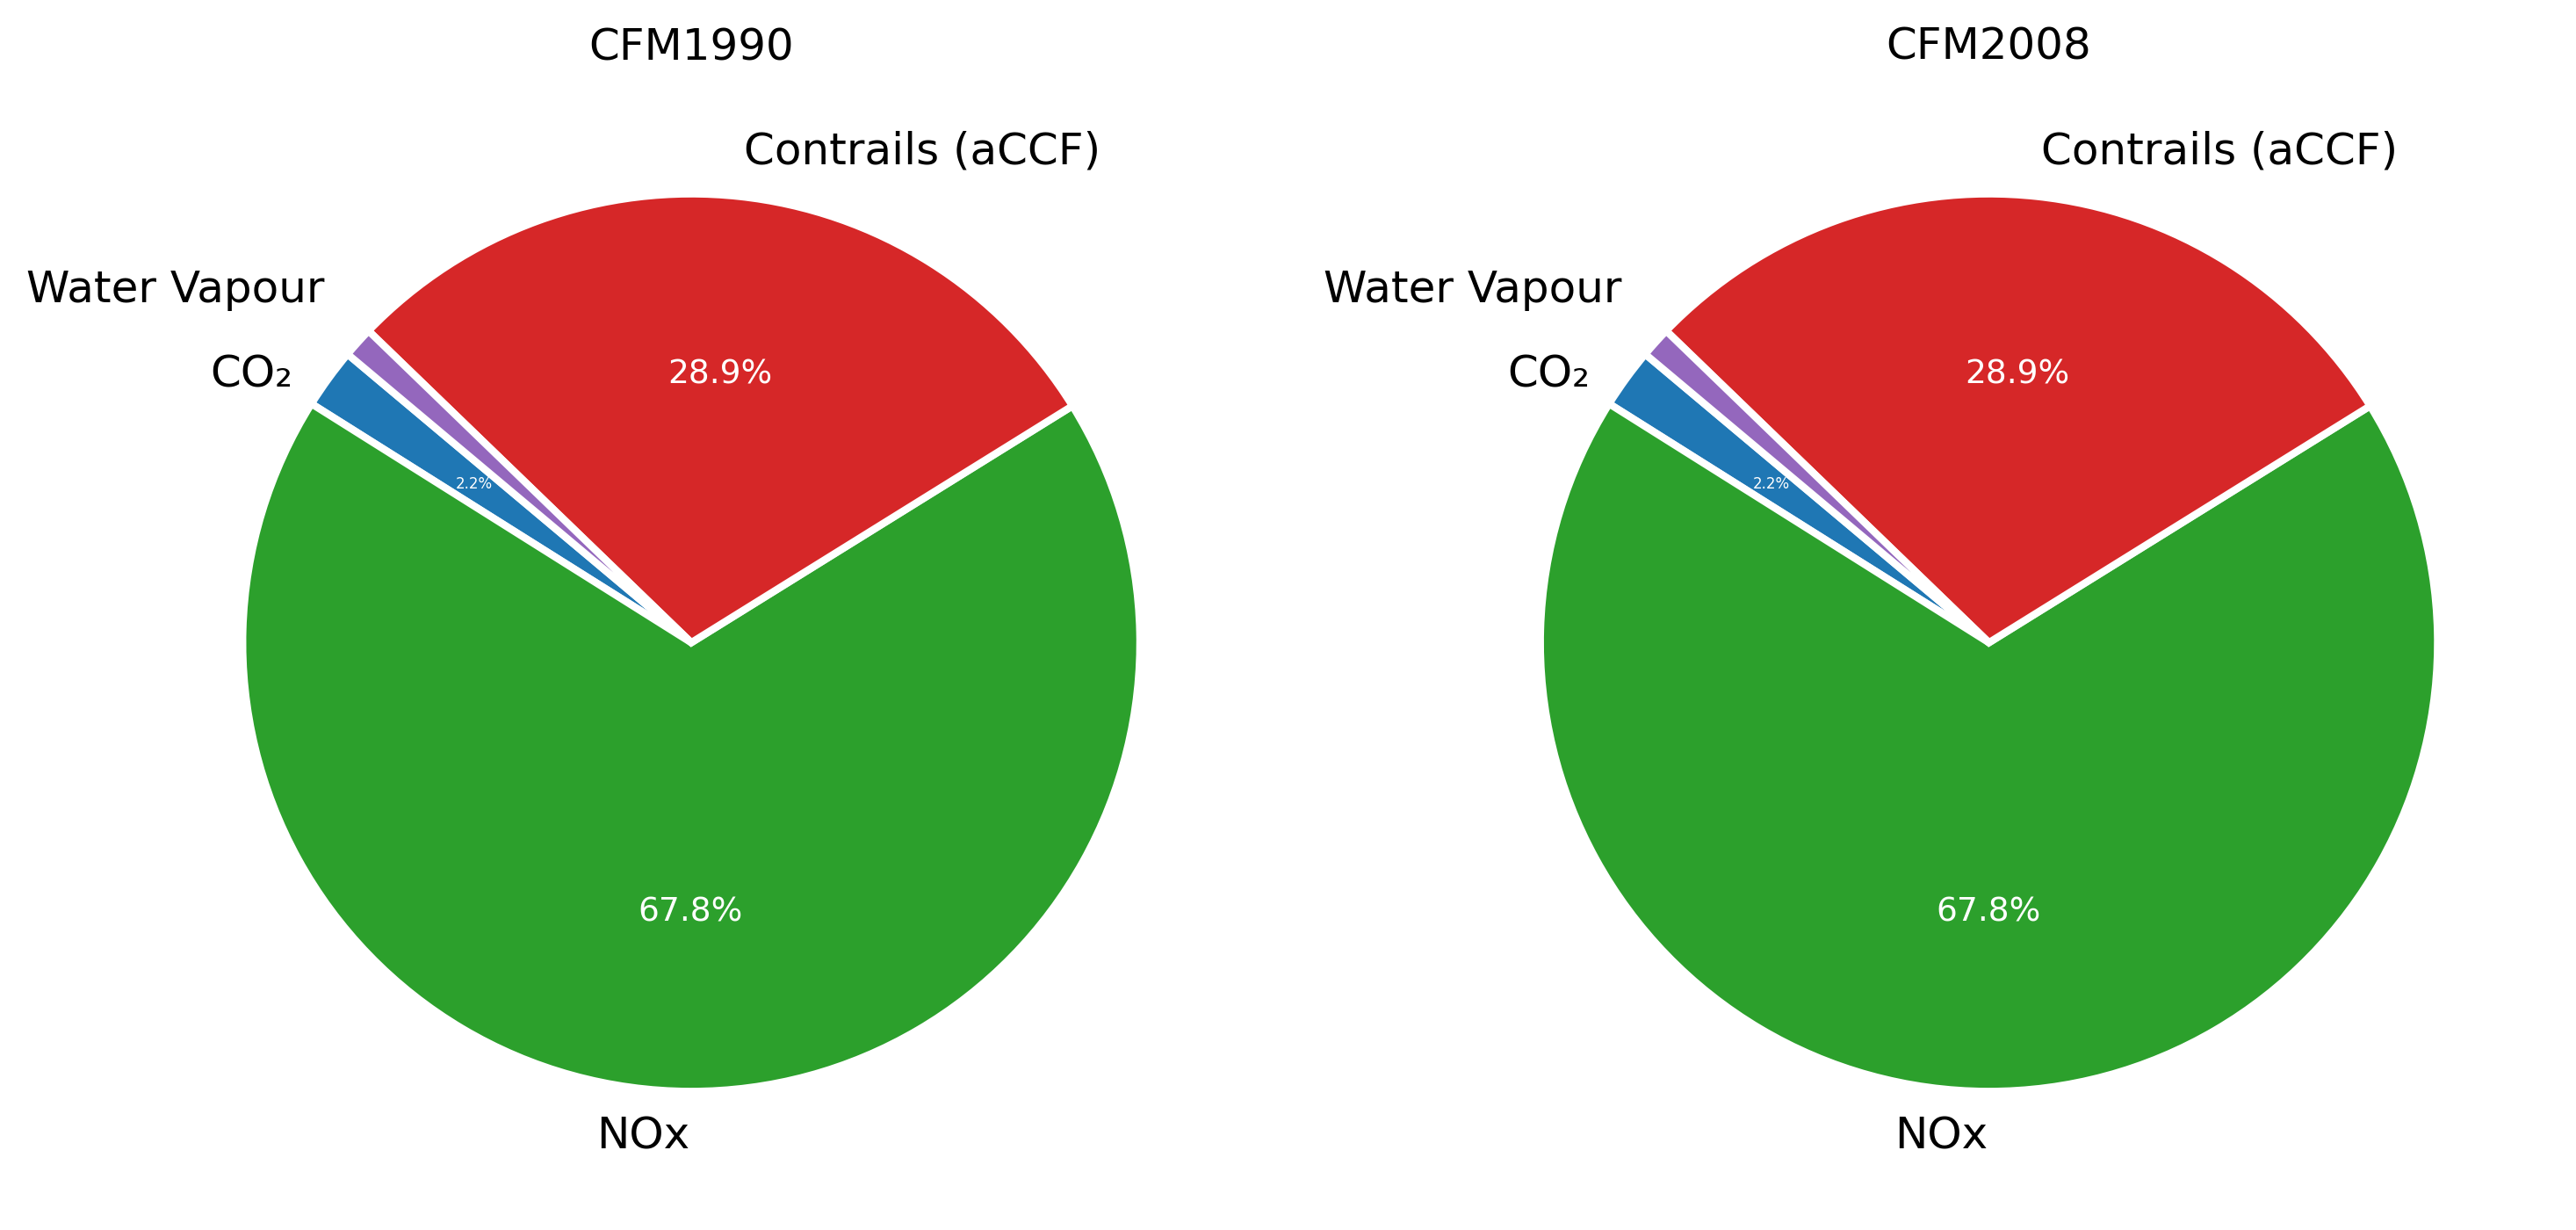 CFM1990
Contrails (aCCF)
Water Vapour
CO₂
28.9%
2.2%
67.8%
NOx
CFM2008
Contrails (aCCF)
Water Vapour
CO₂
28.9%
2.2%
67.8%
NOx